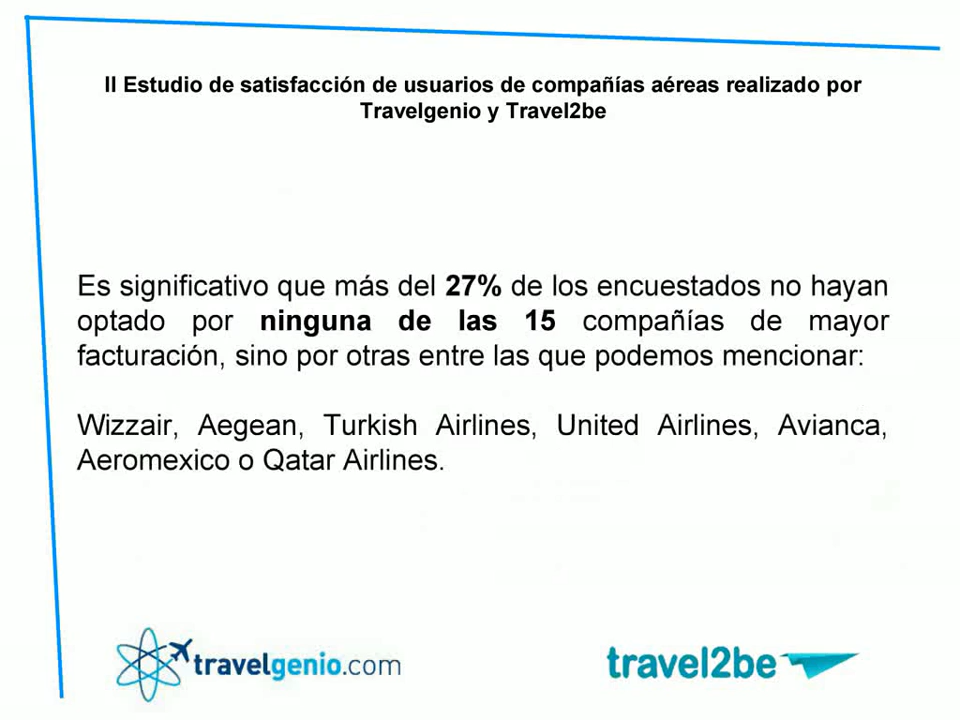 II Estudio de satisfacción de usuarios de compañías aéreas realizado por
Travelgenio y Travel2be
Es significativo que más del 27% de los encuestados no hayan
optado por ninguna de las 15 compañías de mayor
facturación, sino por otras entre las que podemos mencionar:
Wizzair, Aegean, Turkish Airlines, United Airlines, Avianca,
Aeromexico o Qatar Airlines.
travelgenio.com
travel2be